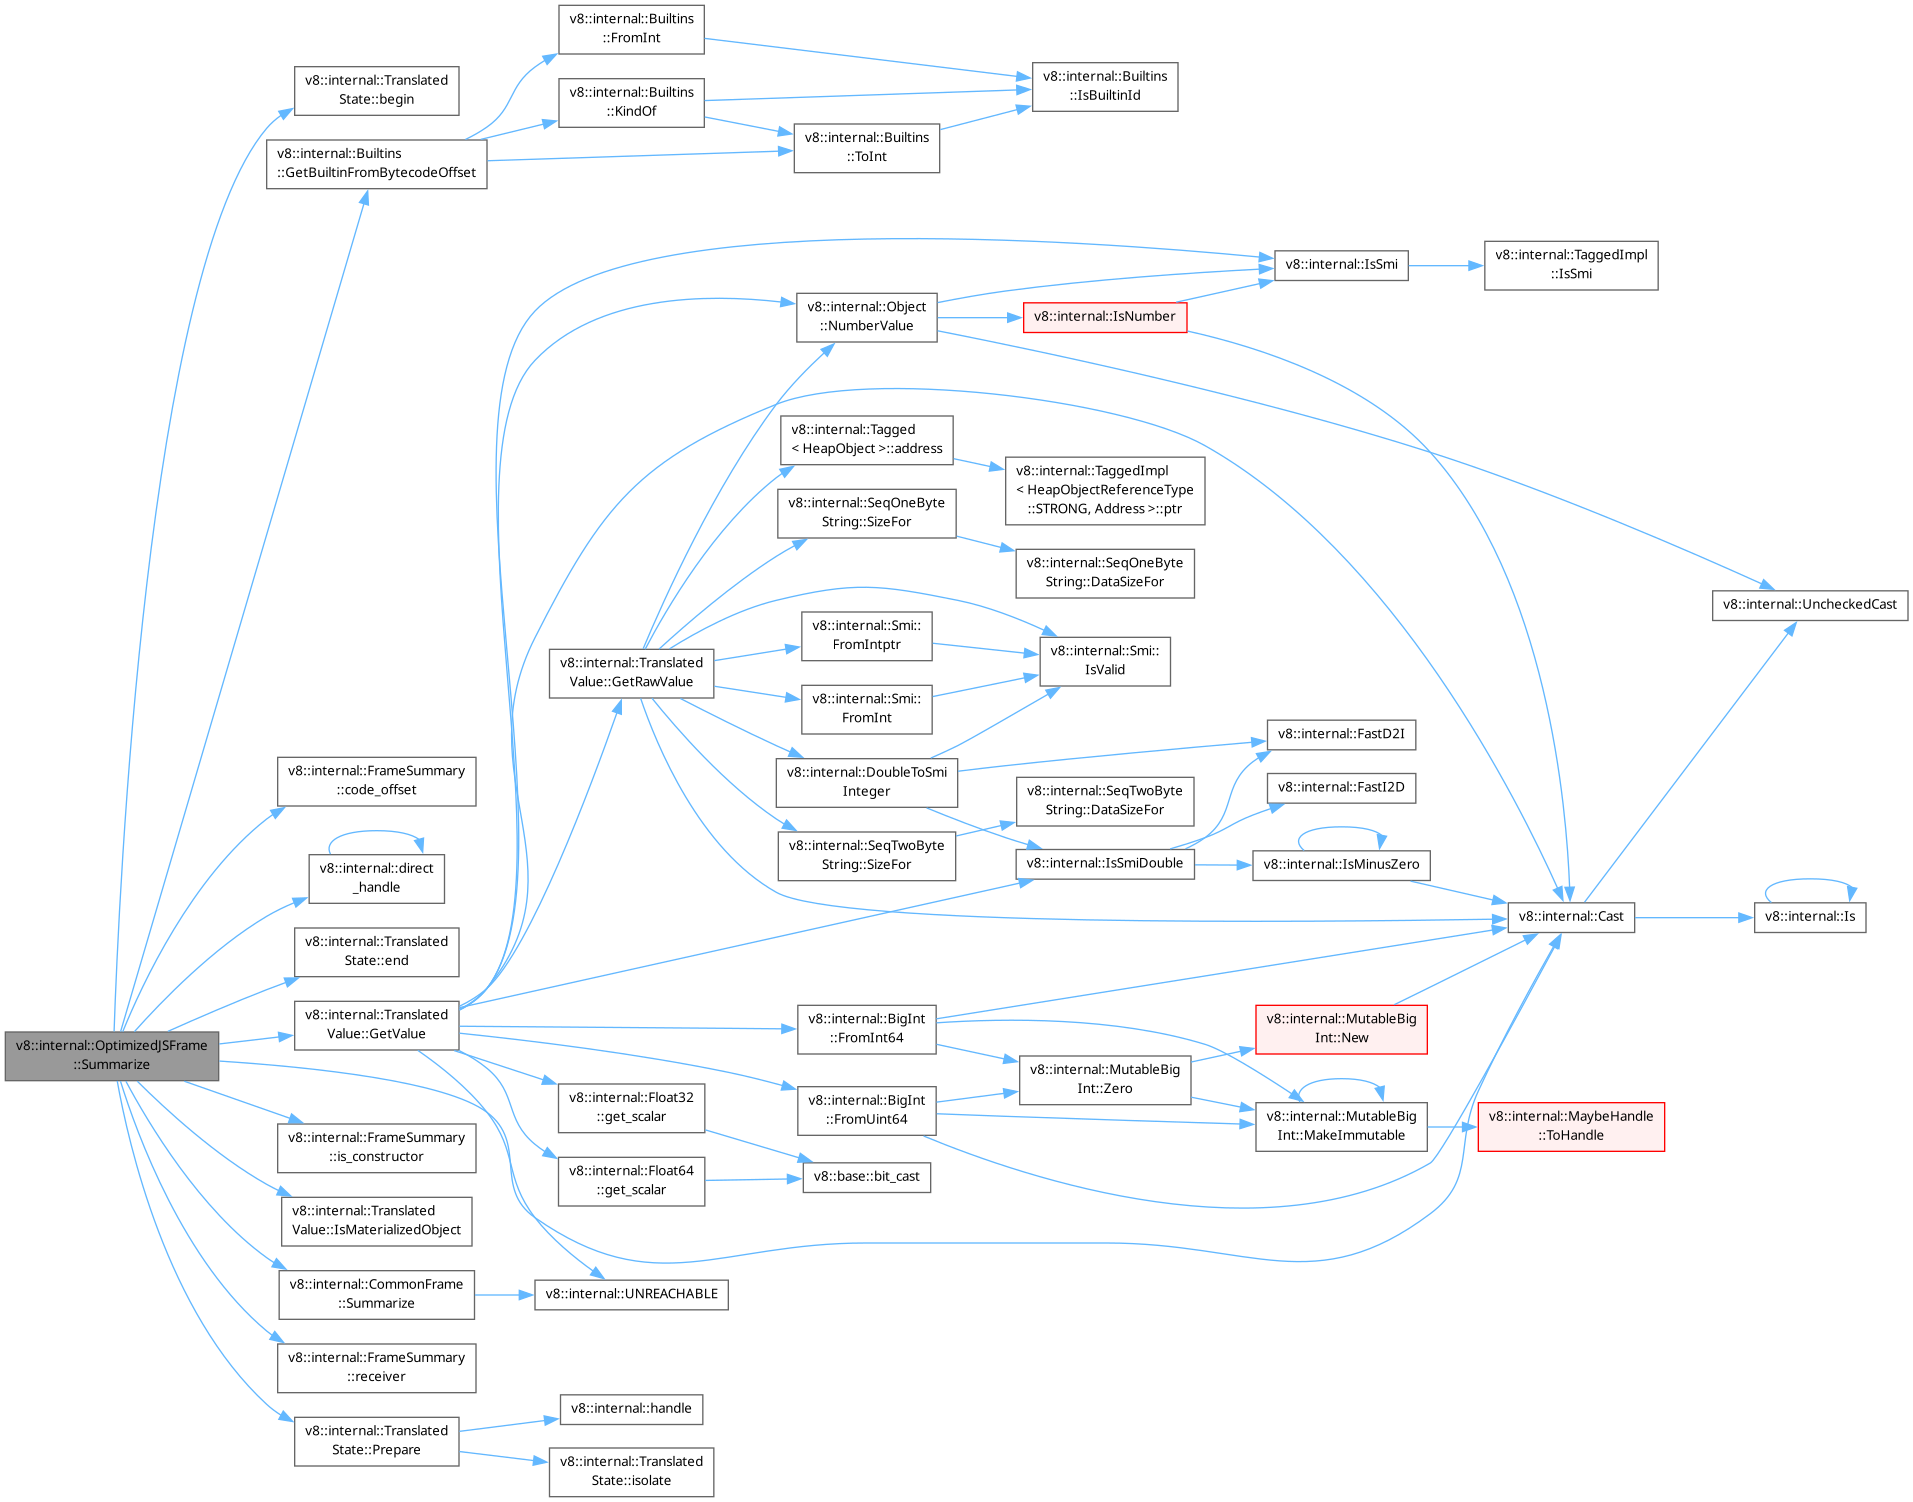 v8::internal::OptimizedJSFrame
::Summarize
v8::internal::Translated
State::begin
v8::internal::Builtins
::GetBuiltinFromBytecodeOffset
v8::internal::FrameSummary
::code_offset
v8::internal::direct
_handle
v8::internal::Translated
State::end
v8::internal::Translated
Value::GetValue
v8::internal::FrameSummary
::is_constructor
v8::internal::Translated
Value::IsMaterializedObject
v8::internal::CommonFrame
::Summarize
v8::internal::FrameSummary
::receiver
v8::internal::Translated
State::Prepare
v8::internal::Builtins
::FromInt
v8::internal::Builtins
::KindOf
v8::internal::Translated
Value::GetRawValue
v8::internal::Float32
::get_scalar
v8::internal::Float64
::get_scalar
v8::internal::UNREACHABLE
v8::internal::handle
v8::internal::Translated
State::isolate
v8::internal::Builtins
::ToInt
v8::internal::Object
::NumberValue
v8::internal::Tagged
< HeapObject >::address
v8::internal::SeqOneByte
String::SizeFor
v8::internal::Smi::
FromIntptr
v8::internal::Smi::
FromInt
v8::internal::DoubleToSmi
Integer
v8::internal::SeqTwoByte
String::SizeFor
v8::internal::BigInt
::FromInt64
v8::internal::BigInt
::FromUint64
v8::base::bit_cast
v8::internal::Builtins
::IsBuiltinId
v8::internal::IsNumber
v8::internal::TaggedImpl
< HeapObjectReferenceType
::STRONG, Address >::ptr
v8::internal::SeqOneByte
String::DataSizeFor
v8::internal::Smi::
IsValid
v8::internal::SeqTwoByte
String::DataSizeFor
v8::internal::IsSmiDouble
v8::internal::MutableBig
Int::Zero
v8::internal::IsSmi
v8::internal::FastD2I
v8::internal::FastI2D
v8::internal::IsMinusZero
v8::internal::MutableBig
Int::New
v8::internal::MutableBig
Int::MakeImmutable
v8::internal::TaggedImpl
::IsSmi
v8::internal::Cast
v8::internal::MaybeHandle
::ToHandle
v8::internal::UncheckedCast
v8::internal::Is